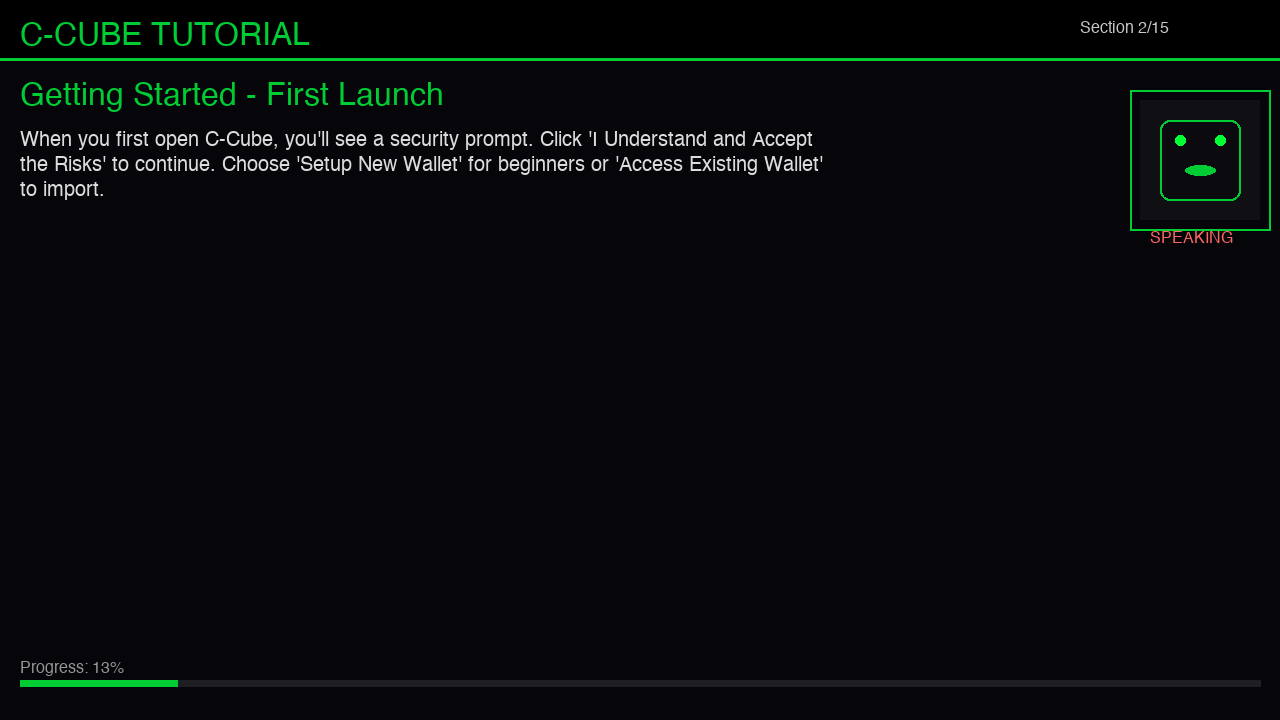 C-CUBE TUTORIAL
Section 2/15
Getting Started - First Launch
When you first open C-Cube, you'll see a security prompt. Click 'I Understand and Accept
the Risks' to continue. Choose 'Setup New Wallet' for beginners or 'Access Existing Wallet'
to import.
SPEAKING
Progress: 13%